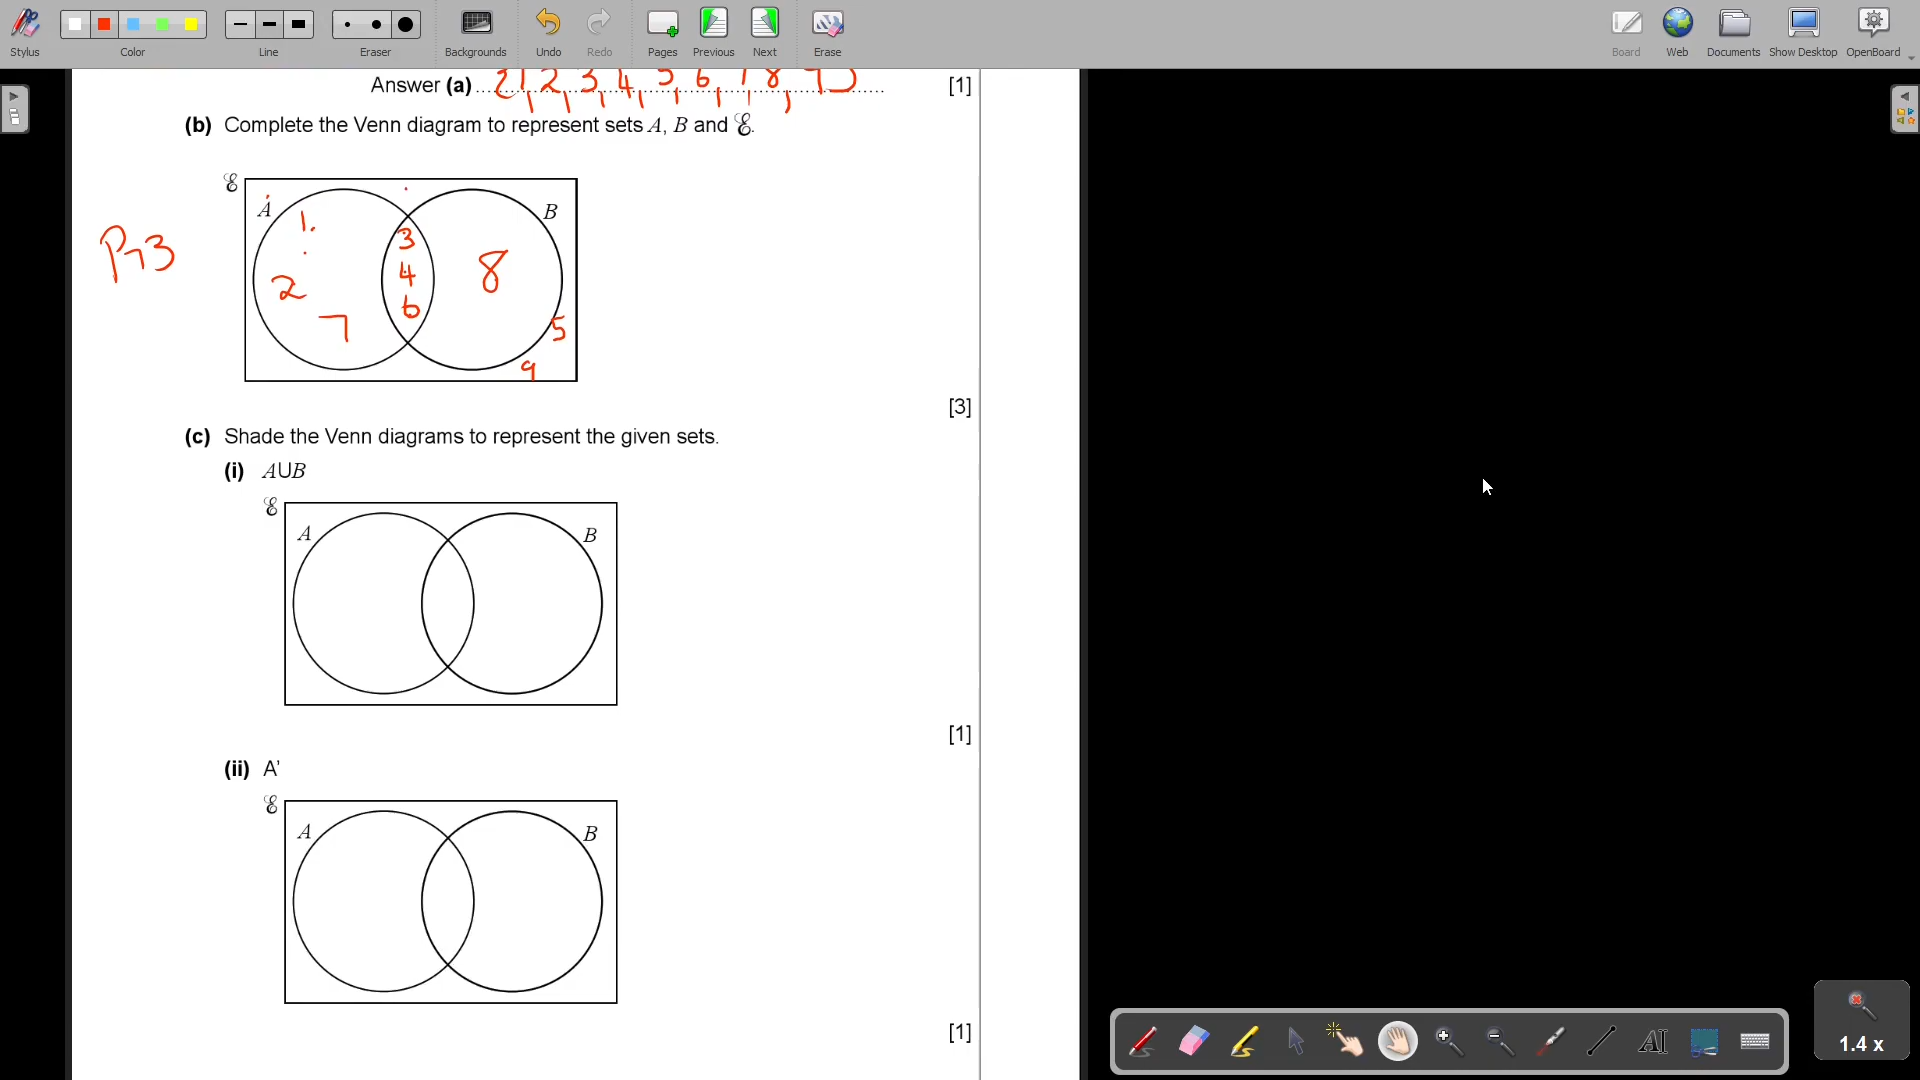 Stylus
Color
Line
Eraser
Backgrounds
Undo
Redo
Pages
Previous
Next
Erase
Board
Web
Documents
Show Desktop
OpenBoard
Answer (a) {1, 2, 3, 4, 5, 6, 7, 8, 9} [1]
(b) Complete the Venn diagram to represent sets A, B and ℰ.
ℰ
A
B
1
3
2
4
8
7
6
5
9
[3]
(c) Shade the Venn diagrams to represent the given sets.
(i) A∪B
ℰ
A
B
[1]
(ii) A'
ℰ
A
B
[1]
1.4 x